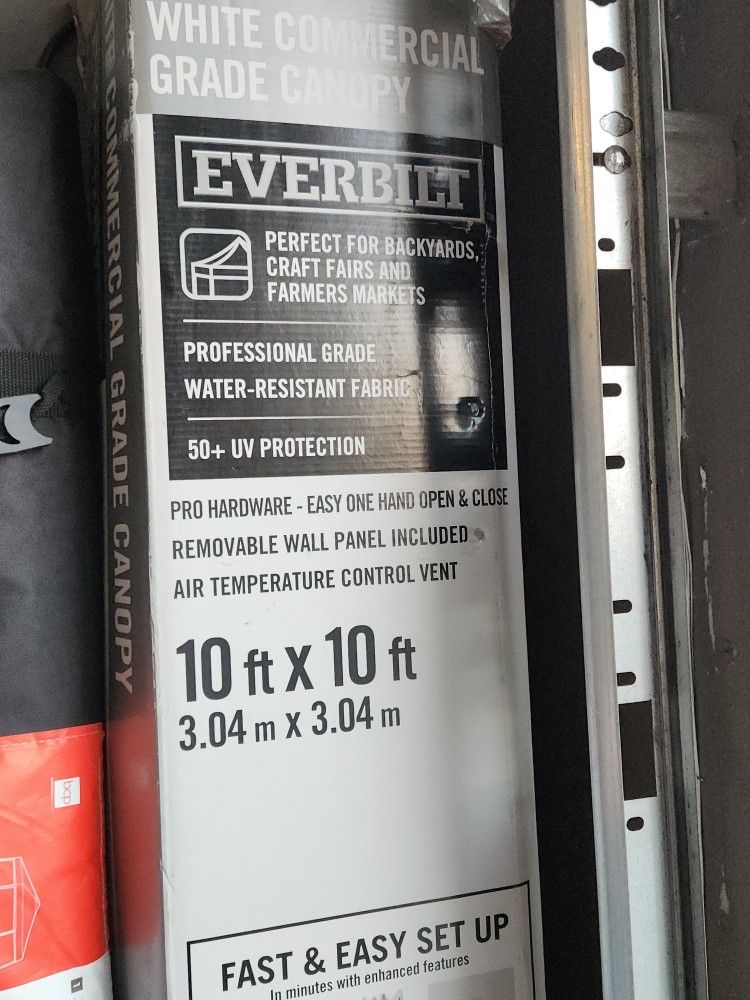 WHITE COMMERCIAL
GRADE CANOPY
EVERBILT
PERFECT FOR BACKYARDS,
CRAFT FAIRS AND
FARMERS MARKETS
PROFESSIONAL GRADE
WATER-RESISTANT FABRIC
50+ UV PROTECTION
PRO HARDWARE - EASY ONE HAND OPEN & CLOSE
REMOVABLE WALL PANEL INCLUDED
AIR TEMPERATURE CONTROL VENT
10 ft x 10 ft
3.04 m x 3.04 m
FAST & EASY SET UP
In minutes with enhanced features
COMMERCIAL GRADE CANOPY
bcp